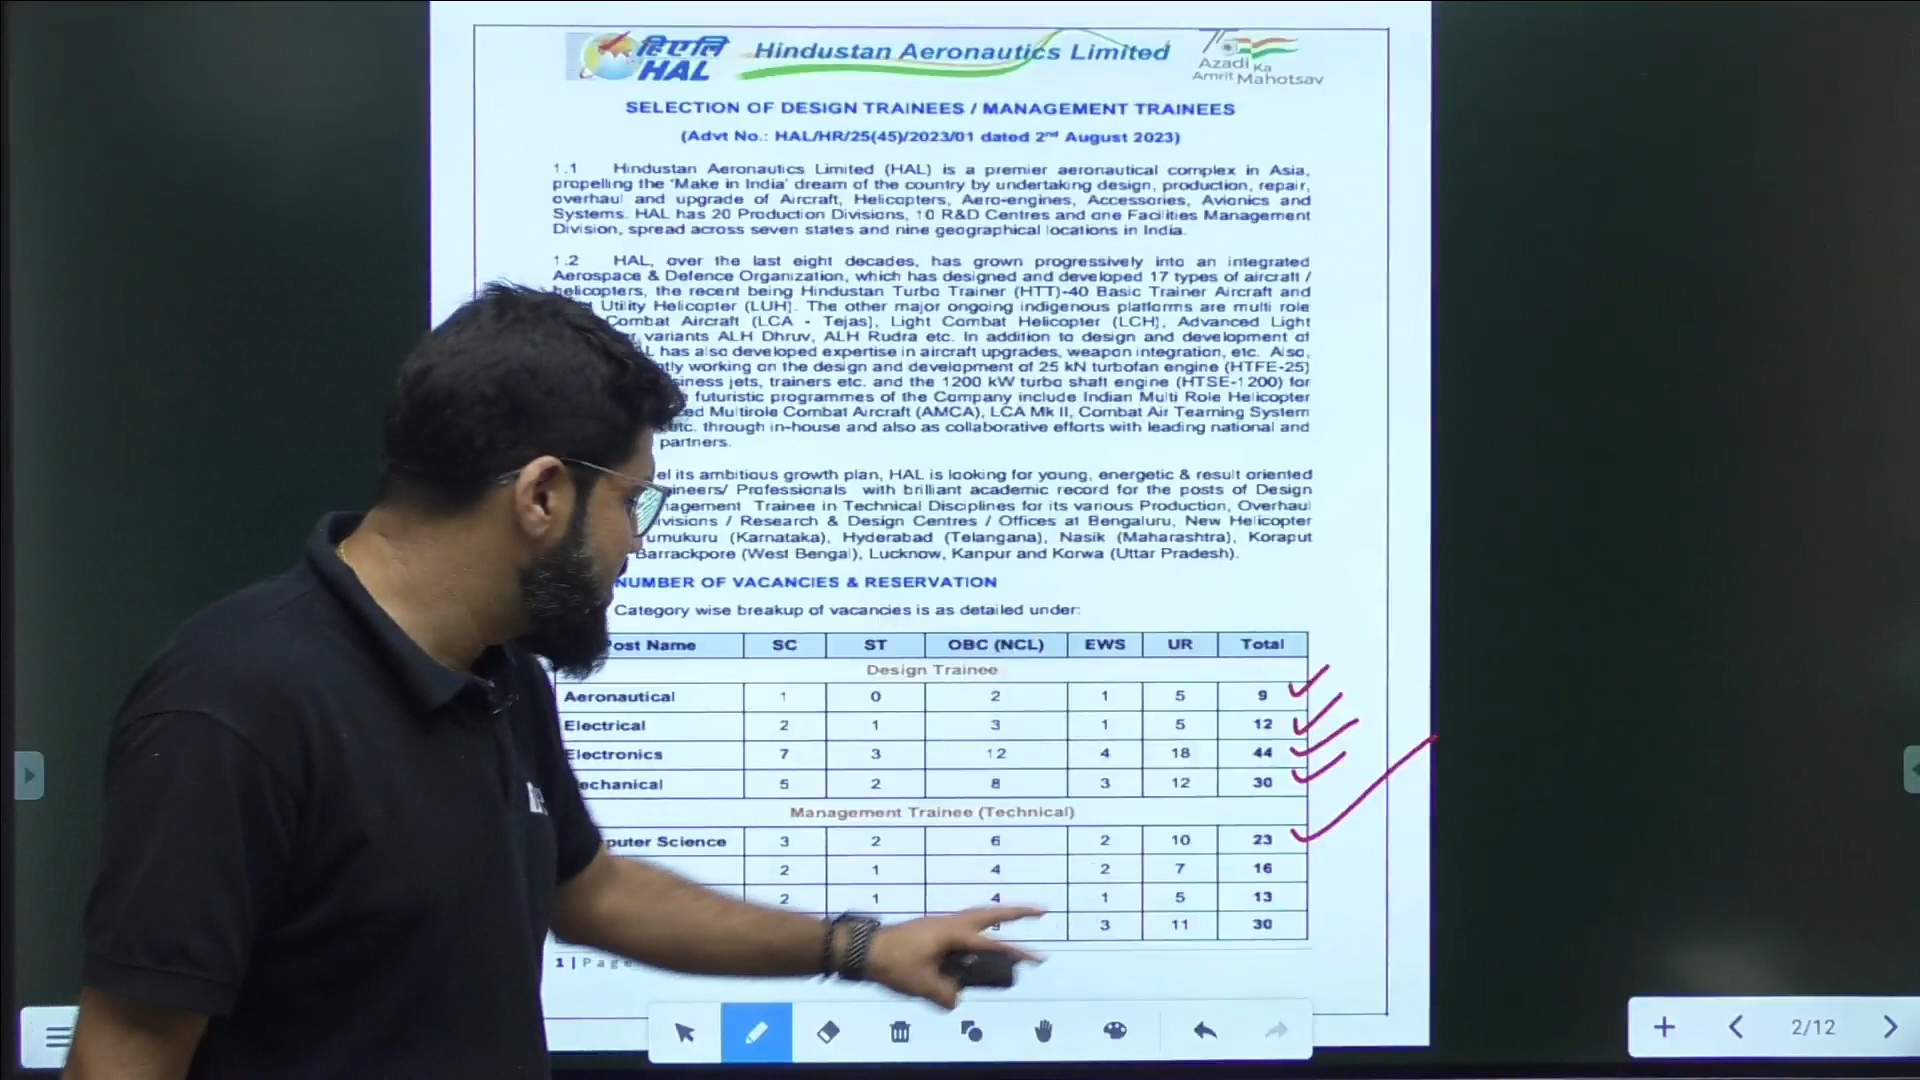 हिएलि
HAL
Hindustan Aeronautics Limited
75
Azadi Ka
Amrit Mahotsav
SELECTION OF DESIGN TRAINEES / MANAGEMENT TRAINEES
(Advt No.: HAL/HR/25(45)/2023/01 dated 2nd August 2023)
1.1 Hindustan Aeronautics Limited (HAL) is a premier aeronautical complex in Asia,
propelling the 'Make in India' dream of the country by undertaking design, production, repair,
overhaul and upgrade of Aircraft, Helicopters, Aero-engines, Accessories, Avionics and
Systems. HAL has 20 Production Divisions, 10 R&D Centres and one Facilities Management
Division, spread across seven states and nine geographical locations in India.
1.2 HAL, over the last eight decades, has grown progressively into an integrated
Aerospace & Defence Organization, which has designed and developed 17 types of aircraft /
helicopters, the recent being Hindustan Turbo Trainer (HTT)-40 Basic Trainer Aircraft and
Utility Helicopter (LUH). The other major ongoing indigenous platforms are multi role
Combat Aircraft (LCA - Tejas), Light Combat Helicopter (LCH), Advanced Light
variants ALH Dhruv, ALH Rudra etc. In addition to design and development of
has also developed expertise in aircraft upgrades, weapon integration, etc. Also,
working on the design and development of 25 kN turbofan engine (HTFE-25)
jets, trainers etc. and the 1200 kW turbo shaft engine (HTSE-1200) for
futuristic programmes of the Company include Indian Multi Role Helicopter
Multirole Combat Aircraft (AMCA), LCA Mk II, Combat Air Teaming System
etc. through in-house and also as collaborative efforts with leading national and
partners.
its ambitious growth plan, HAL is looking for young, energetic & result oriented
Professionals with brilliant academic record for the posts of Design
Trainee in Technical Disciplines for its various Production, Overhaul
/ Research & Design Centres / Offices at Bengaluru, New Helicopter
(Karnataka), Hyderabad (Telangana), Nasik (Maharashtra), Koraput
Barrackpore (West Bengal), Lucknow, Kanpur and Korwa (Uttar Pradesh).
NUMBER OF VACANCIES & RESERVATION
Category wise breakup of vacancies is as detailed under:
ost Name SC ST OBC (NCL) EWS UR Total
Design Trainee
Aeronautical 1 0 2 1 5 9
Electrical 2 1 3 1 5 12
Electronics 7 3 12 4 18 44
echanical 5 2 8 3 12 30
Management Trainee (Technical)
puter Science 3 2 6 2 10 23
2 1 4 2 7 16
2 1 4 1 5 13
3 11 30
1 | Page
2/12